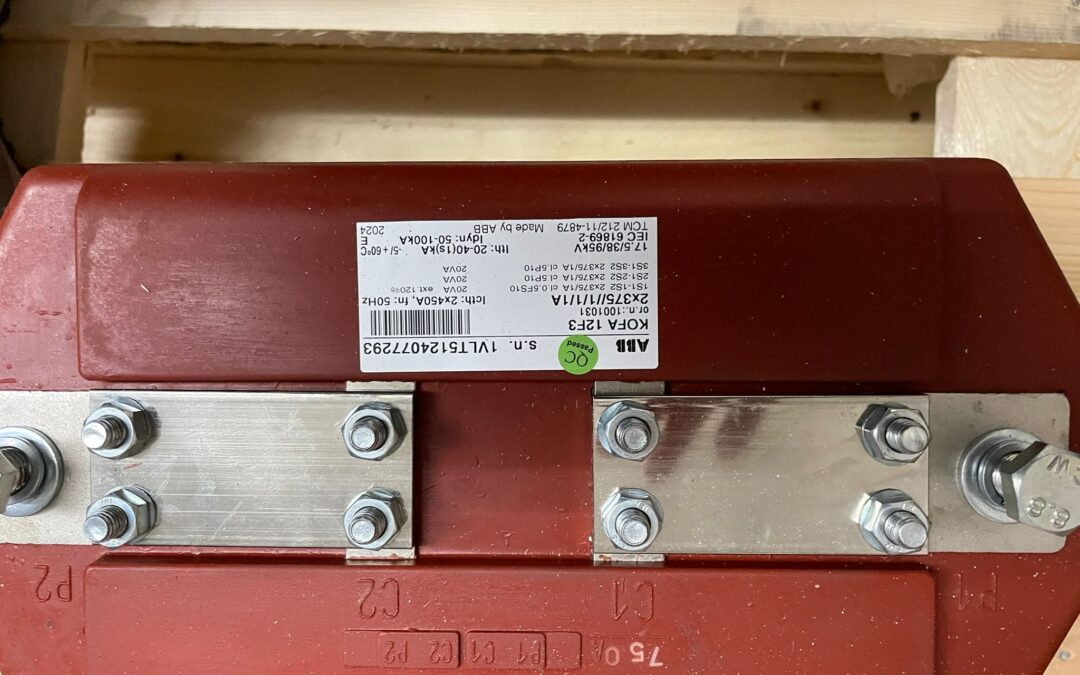 ABB s.n. 1VLT5124077293
QC
Passed
KOFA 12F3
or.n.:1001031
2x375//1/1/1A Icth: 2x450A, fn: 50Hz
1S1-1S2 2x375/1A cl.0.5FS10 20VA ext.120%
2S1-2S2 2x375/1A cl.5P10 20VA
3S1-3S2 2x375/1A cl.5P10 20VA
17.5/38/95kV Ith: 20-40(1s)kA -5/+60°C
IEC 61869-2 Idyn: 50-100kA E
TCM 212/11-4879 Made by ABB 2024
8.8
P2
C2
C1
P1
750A
P1 C1
C2 P2